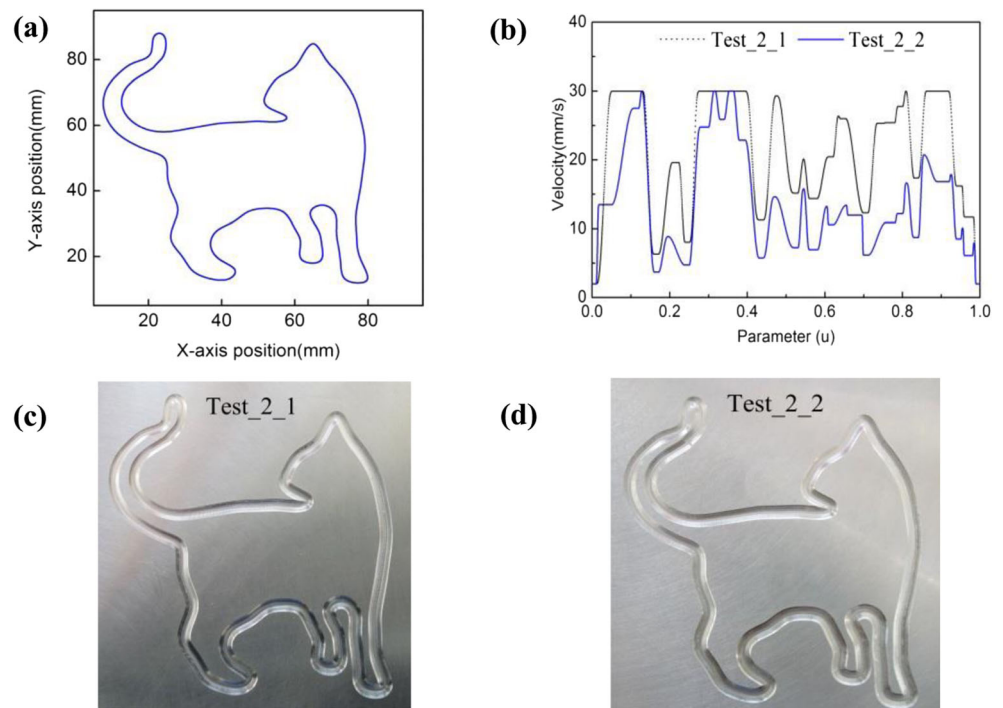 (a)
80
60
40
20
20 40 60 80
Y-axis position(mm)
X-axis position(mm)
(b)
Test_2_1 Test_2_2
40
30
20
10
0
0.0 0.2 0.4 0.6 0.8 1.0
Velocity(mm/s)
Parameter (u)
(c)
Test_2_1
(d)
Test_2_2